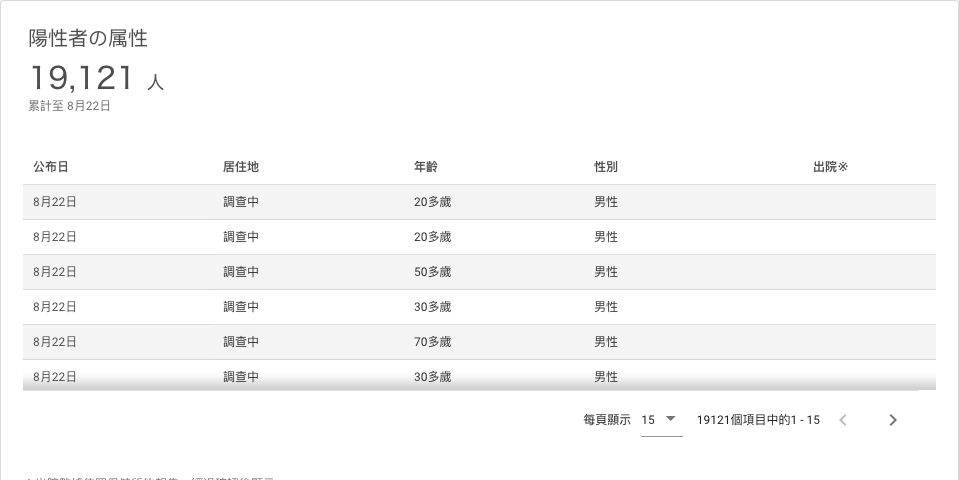 陽性者の属性
19,121 人
累計至 8月22日
公布日 居住地 年齡 性別 出院※
8月22日 調查中 20多歲 男性
8月22日 調查中 20多歲 男性
8月22日 調查中 50多歲 男性
8月22日 調查中 30多歲 男性
8月22日 調查中 70多歲 男性
8月22日 調查中 30多歲 男性
每頁顯示 15 19121個項目中的1 - 15